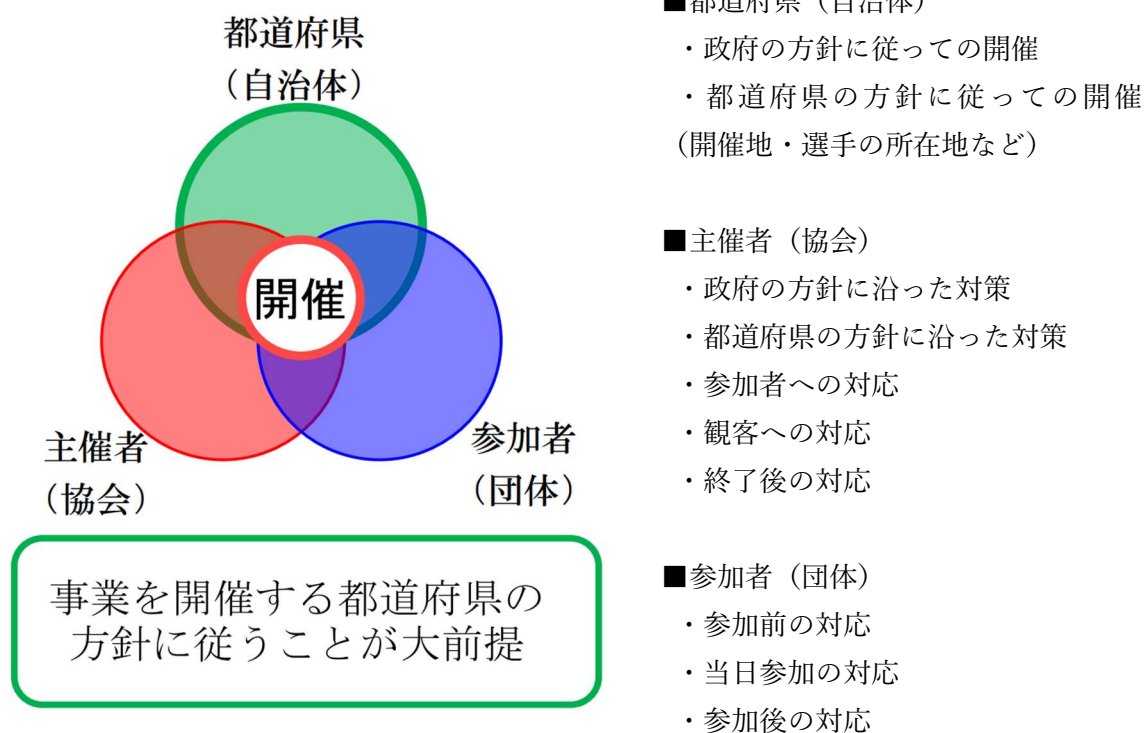 都道府県
（自治体）
開催
主催者
（協会）
参加者
（団体）
事業を開催する都道府県の
方針に従うことが大前提
■都道府県（自治体）
・政府の方針に従っての開催
・都道府県の方針に従っての開催
（開催地・選手の所在地など）
■主催者（協会）
・政府の方針に沿った対策
・都道府県の方針に沿った対策
・参加者への対応
・観客への対応
・終了後の対応
■参加者（団体）
・参加前の対応
・当日参加の対応
・参加後の対応